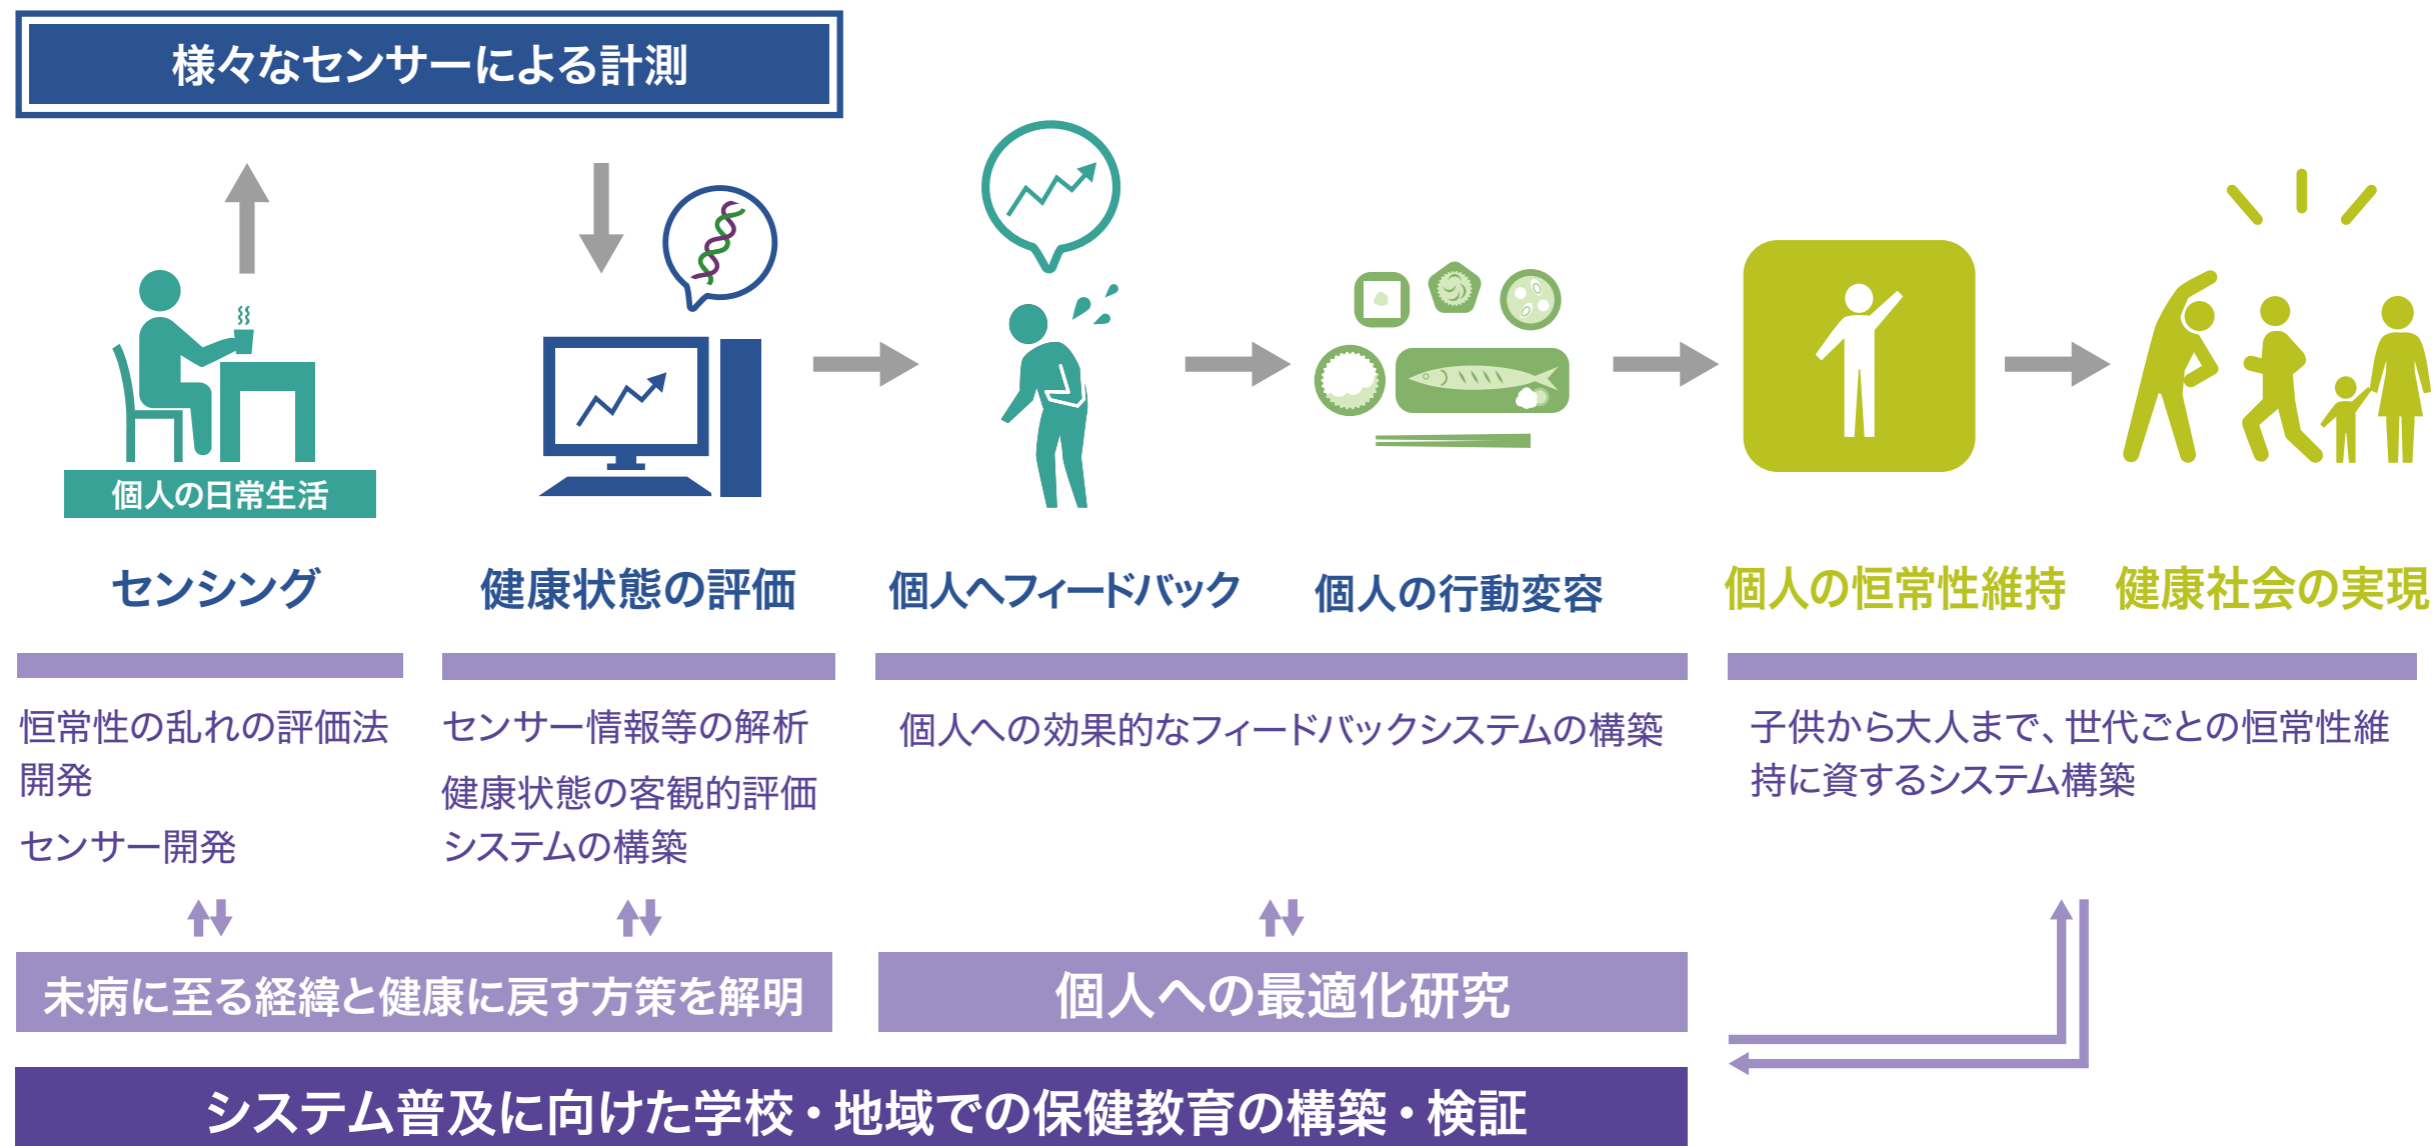 様々なセンサーによる計測
個人の日常生活
センシング
健康状態の評価
個人へフィードバック
個人の行動変容
個人の恒常性維持
健康社会の実現
恒常性の乱れの評価法
開発
センサー開発
センサー情報等の解析
健康状態の客観的評価
システムの構築
個人への効果的なフィードバックシステムの構築
子供から大人まで、世代ごとの恒常性維
持に資するシステム構築
未病に至る経緯と健康に戻す方策を解明
個人への最適化研究
システム普及に向けた学校・地域での保健教育の構築・検証